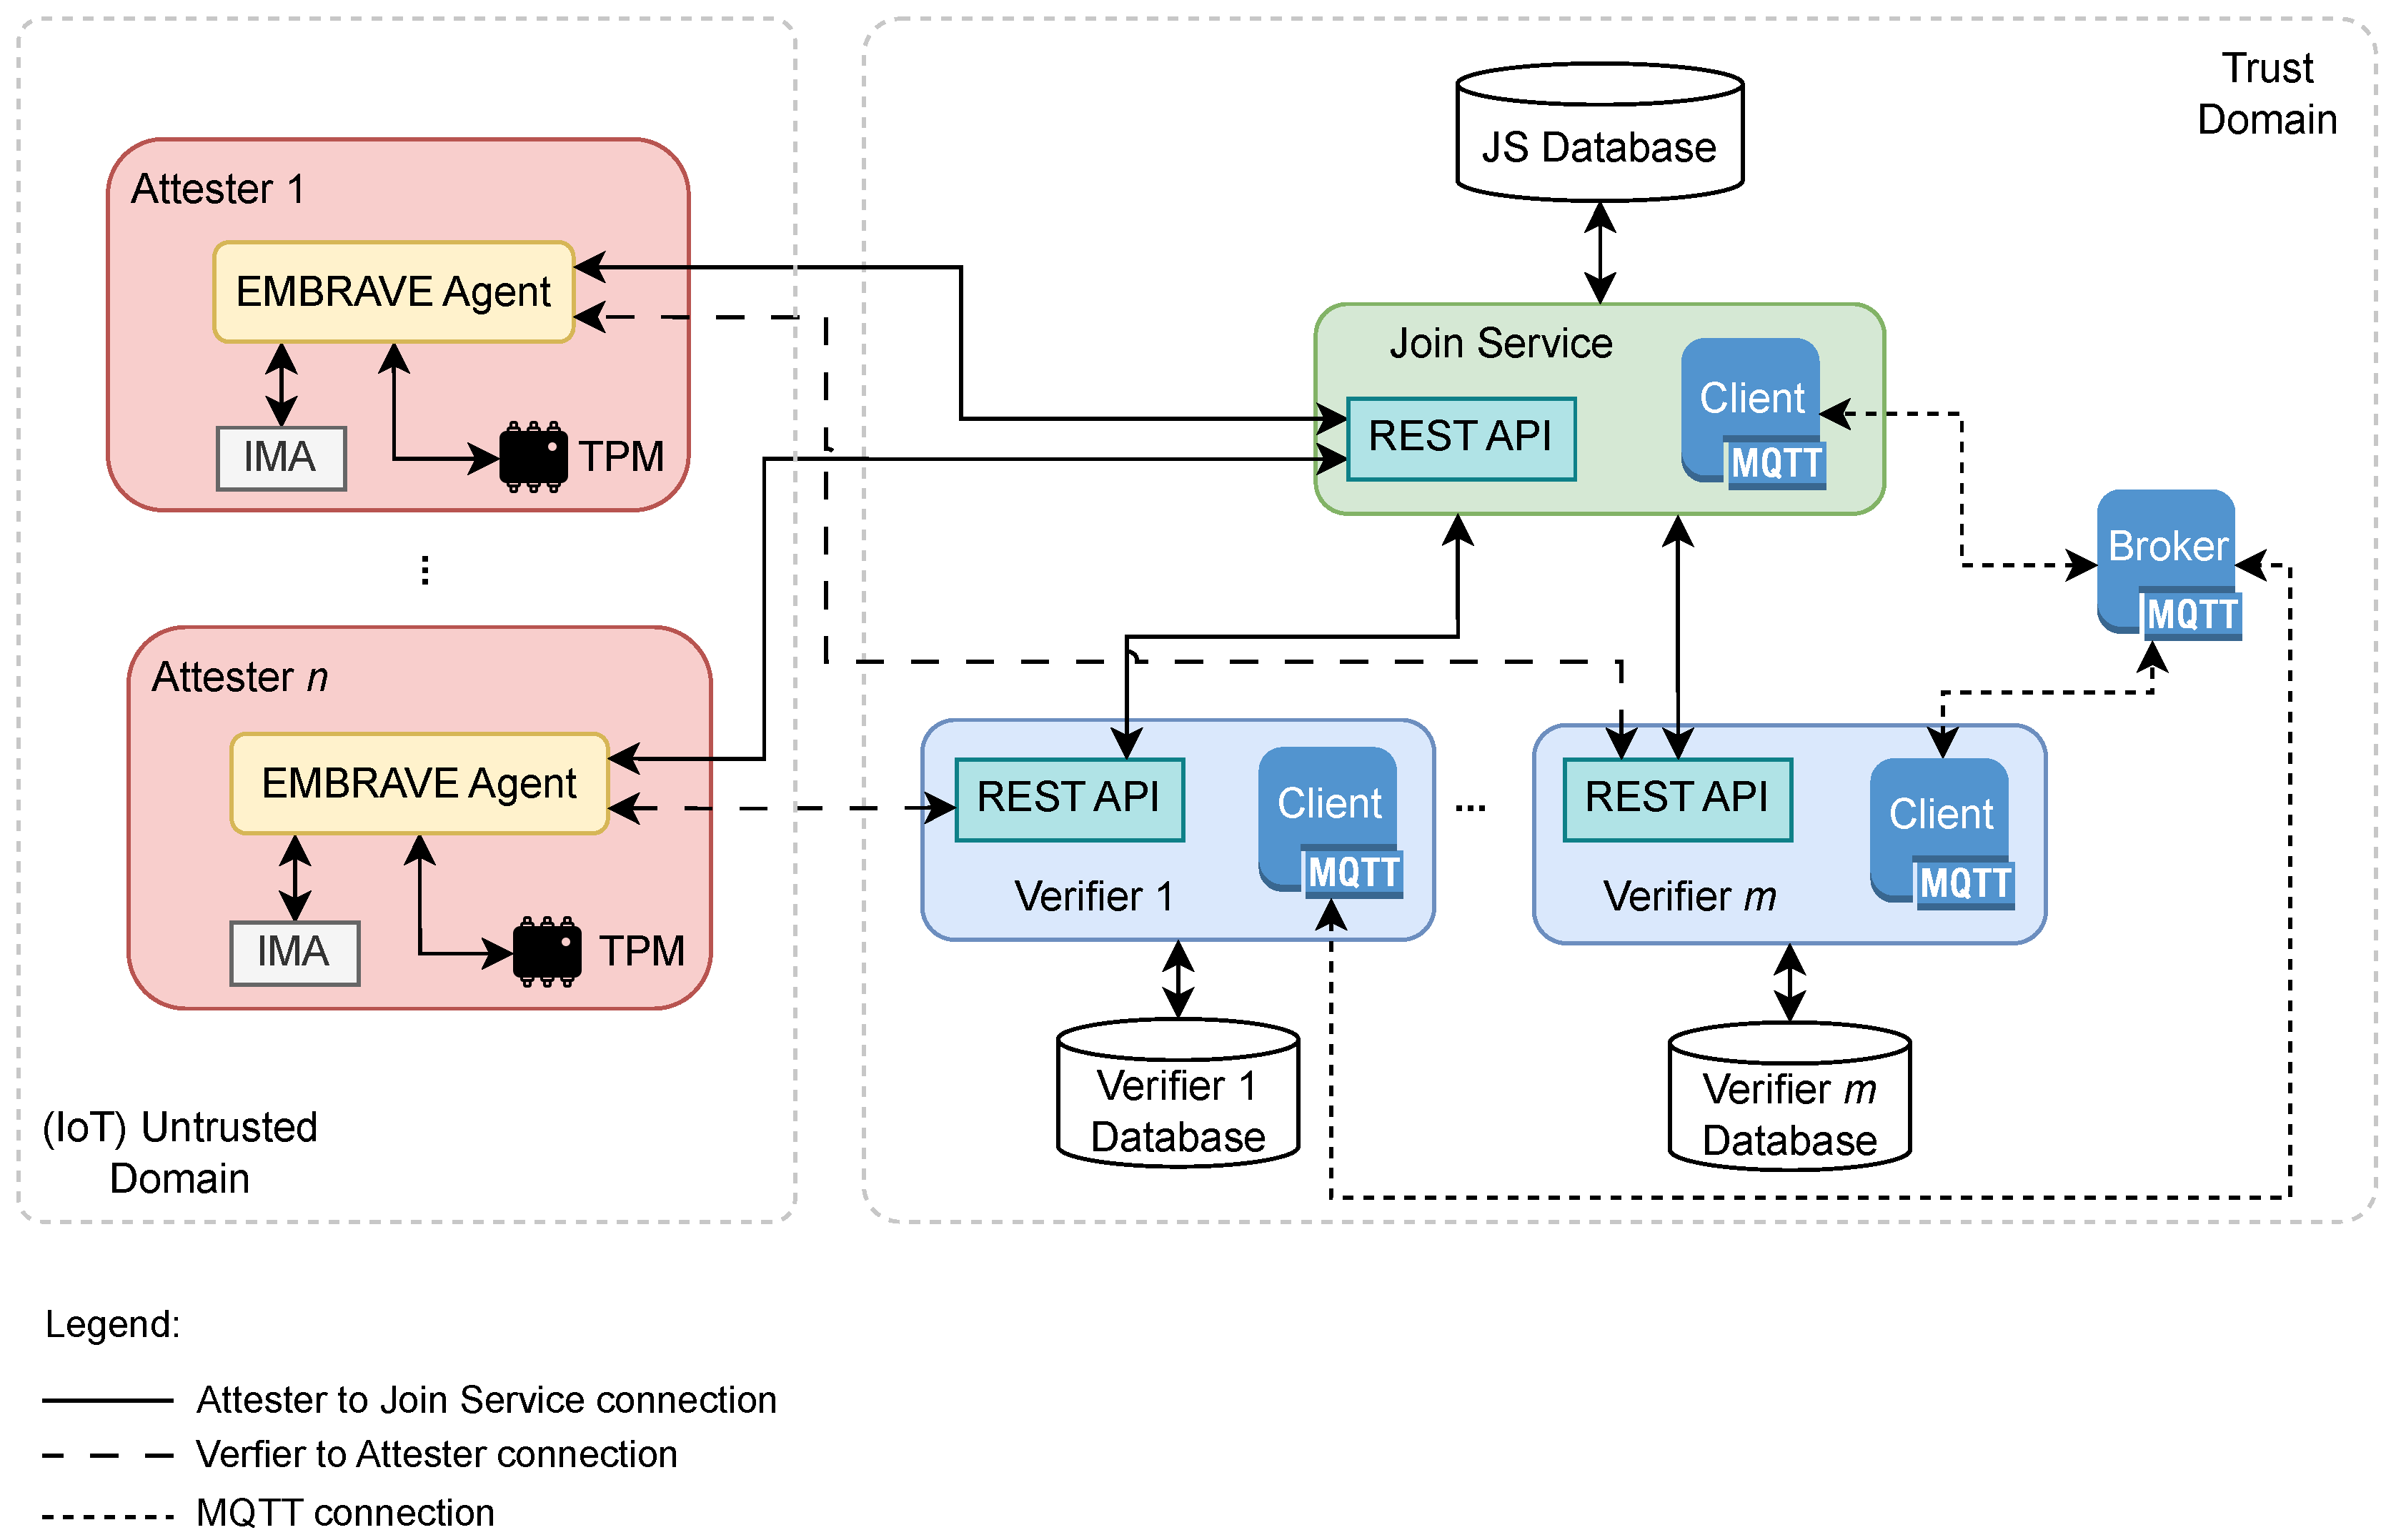 Trust
Domain
JS Database
Attester 1
EMBRAVE Agent
IMA
TPM
Join Service
REST API
Client
MQTT
Broker
MQTT
...
Attester n
EMBRAVE Agent
IMA
TPM
REST API
Client
MQTT
Verifier 1
...
REST API
Client
MQTT
Verifier m
Verifier 1
Database
Verifier m
Database
(IoT) Untrusted
Domain
Legend:
Attester to Join Service connection
Verfier to Attester connection
MQTT connection